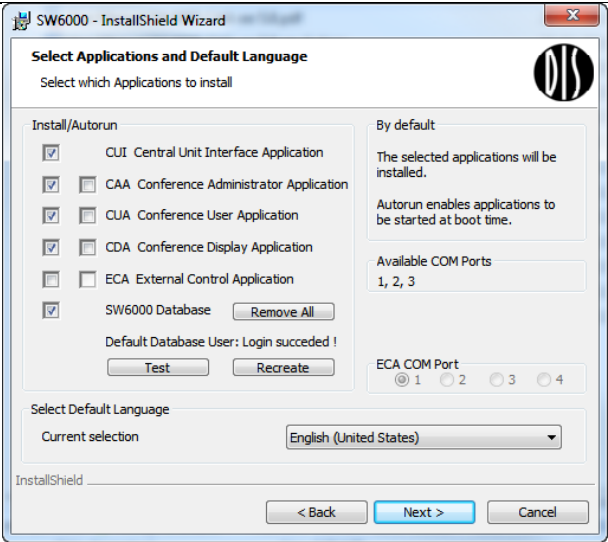 SW6000 - InstallShield Wizard
Select Applications and Default Language
Select which Applications to install
DIS
Install/Autorun
CUI Central Unit Interface Application
CAA Conference Administrator Application
CUA Conference User Application
CDA Conference Display Application
ECA External Control Application
SW6000 Database
Remove All
Default Database User: Login succeded !
Test
Recreate
By default
The selected applications will be
installed.
Autorun enables applications to
be started at boot time.
Available COM Ports
1, 2, 3
ECA COM Port
1 2 3 4
Select Default Language
Current selection
English (United States)
InstallShield
< Back
Next >
Cancel